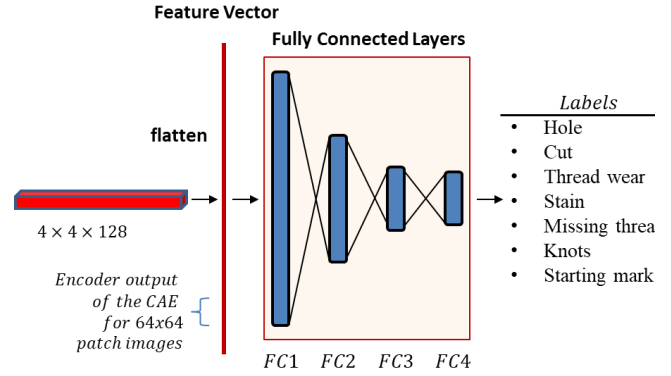 Feature Vector
Fully Connected Layers
flatten
4 × 4 × 128
Encoder output
of the CAE
for 64x64
patch images
FC1 FC2 FC3 FC4
Labels
• Hole
• Cut
• Thread wear
• Stain
• Missing threa
• Knots
• Starting mark